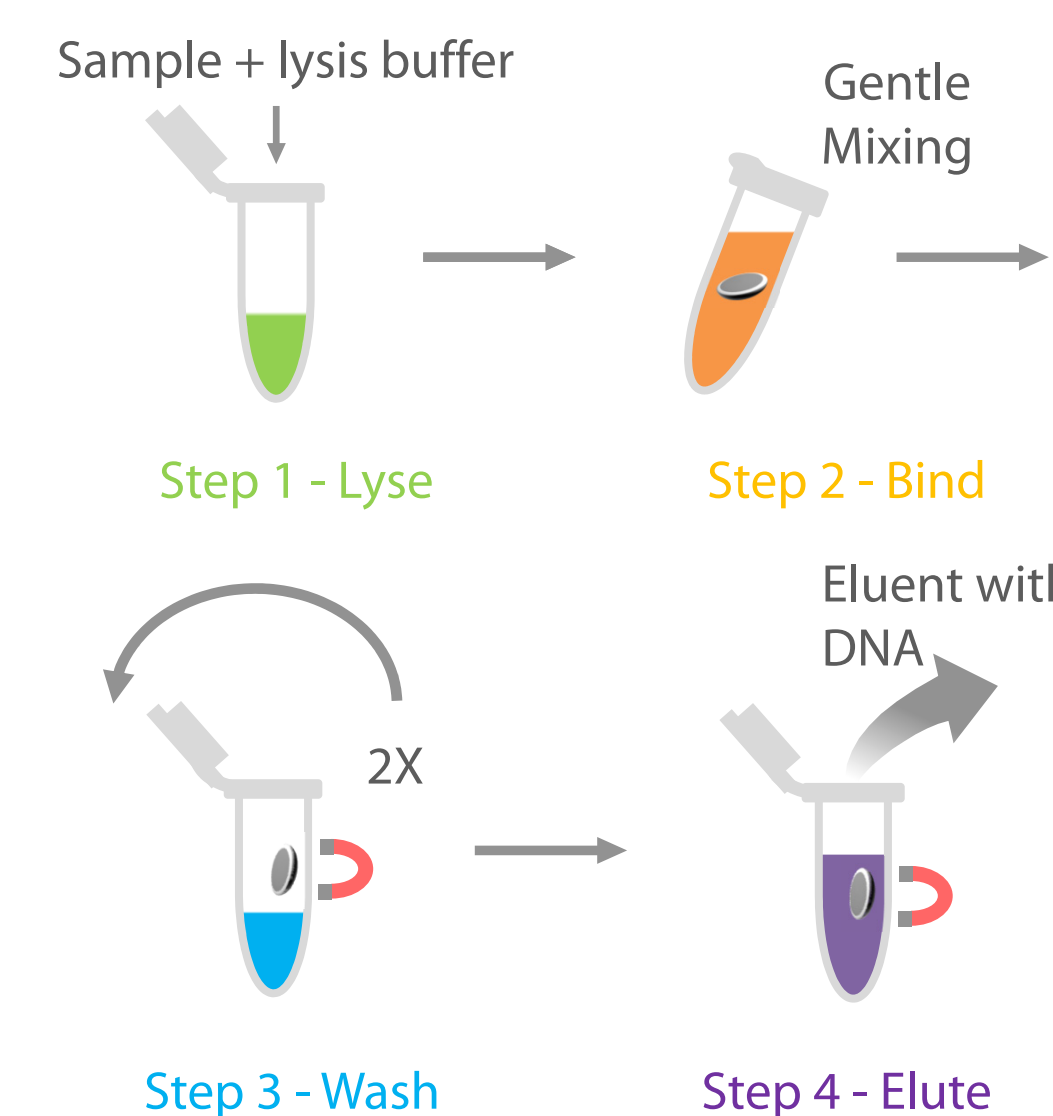 Sample + lysis buffer
Gentle
Mixing
Step 1 - Lyse
Step 2 - Bind
Eluent
DNA
2X
Step 3 - Wash
Step 4 - Elute